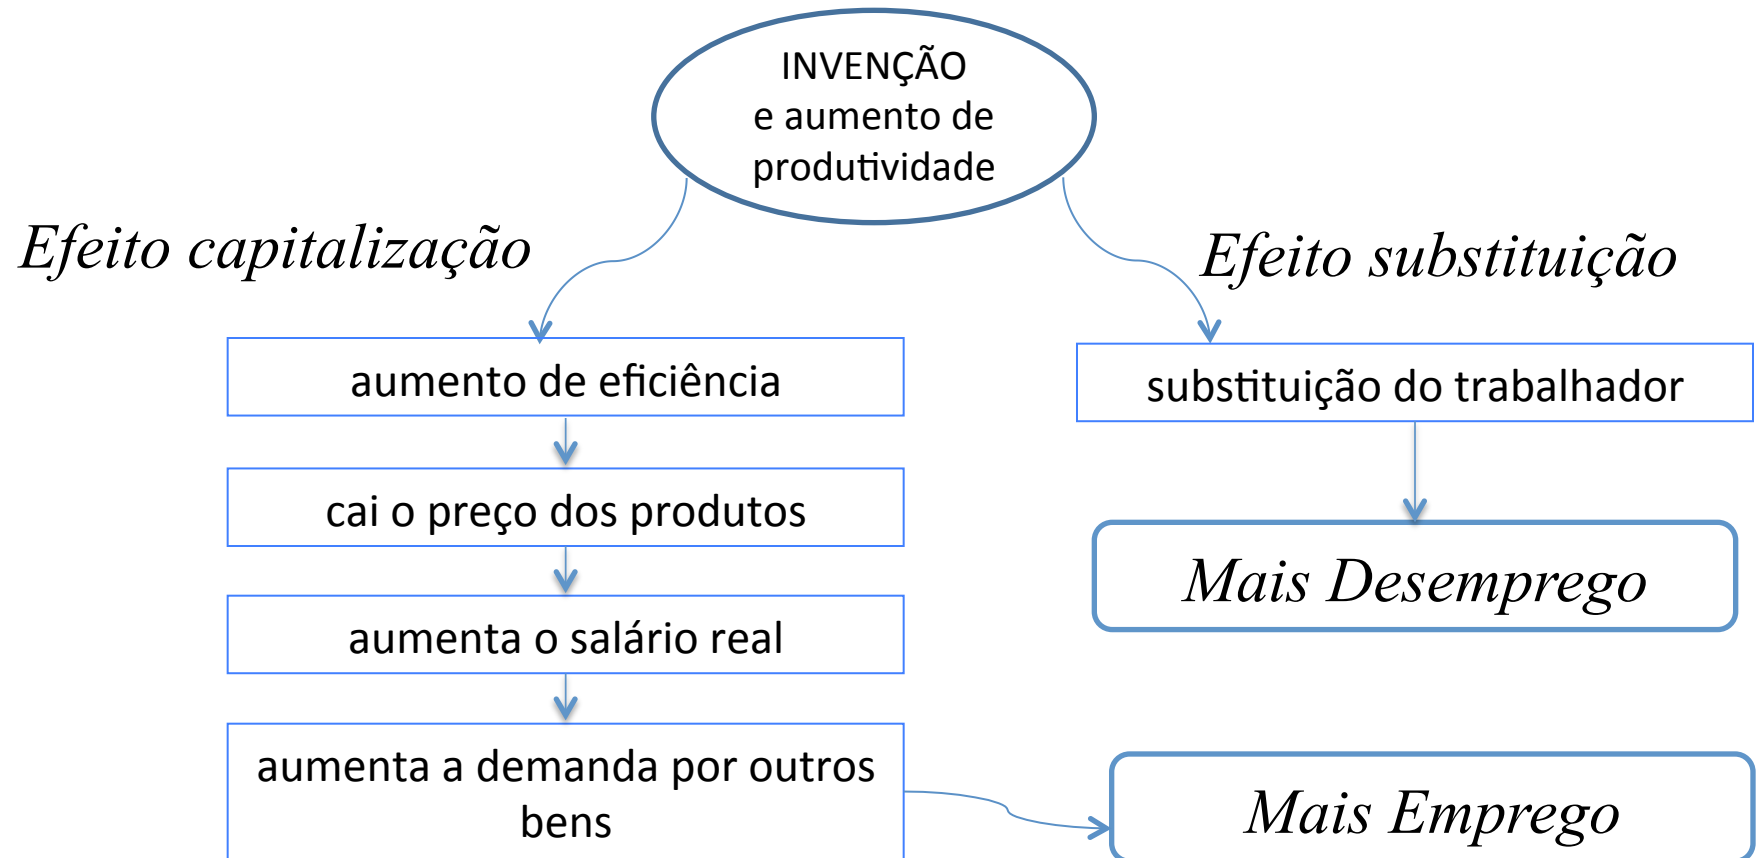 INVENÇÃO
e aumento de
produtividade
Efeito capitalização
Efeito substituição
aumento de eficiência
substituição do trabalhador
cai o preço dos produtos
Mais Desemprego
aumenta o salário real
aumenta a demanda por outros
bens
Mais Emprego